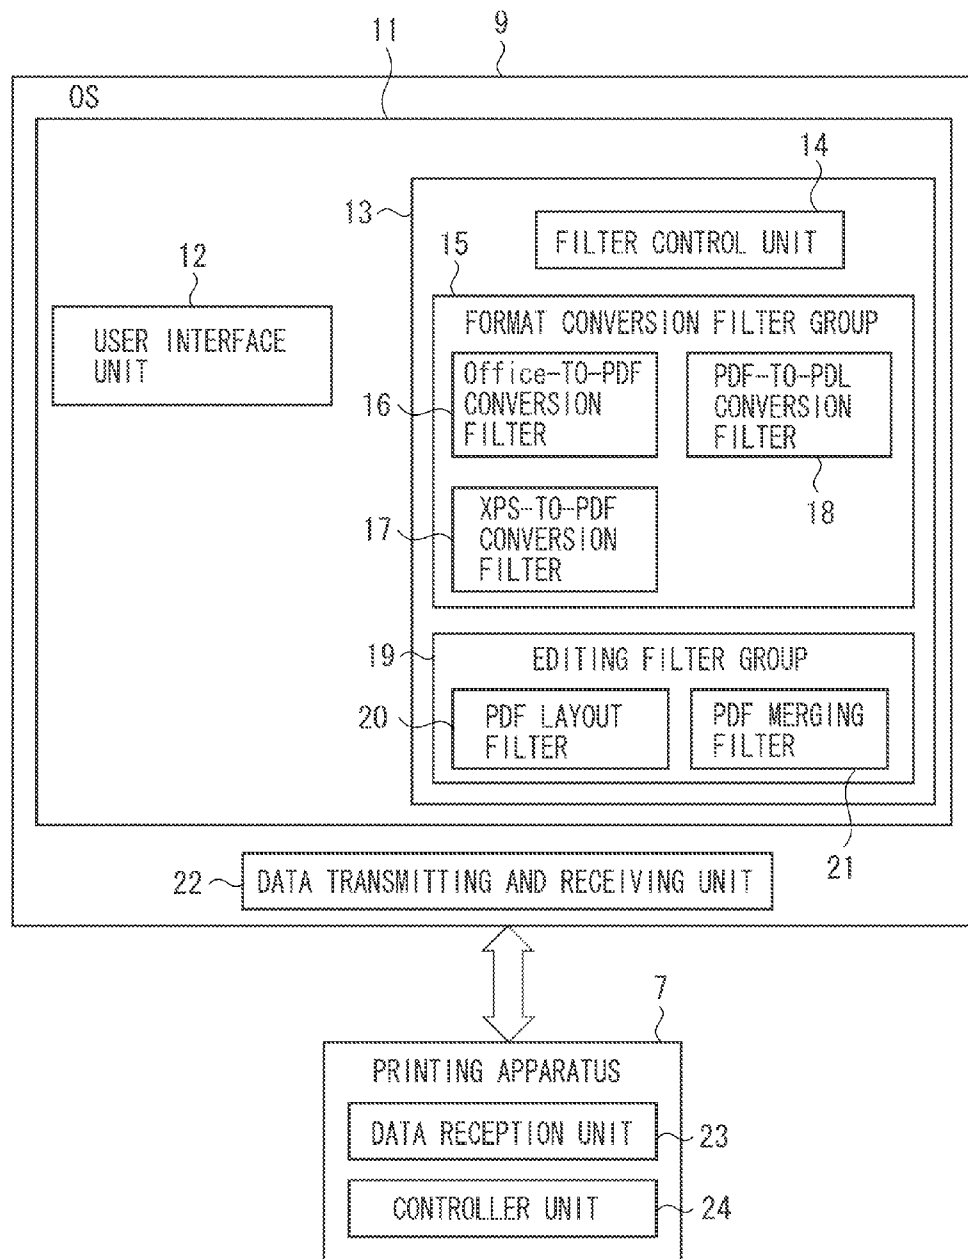 9
11
OS
14
13
FILTER CONTROL UNIT
15
12
FORMAT CONVERSION FILTER GROUP
USER INTERFACE
UNIT
Office-TO-PDF
CONVERSION
FILTER
16
PDF-TO-PDL
CONVERSION
FILTER
18
XPS-TO-PDF
CONVERSION
FILTER
17
19
EDITING FILTER GROUP
20
PDF LAYOUT
FILTER
PDF MERGING
FILTER
21
22
DATA TRANSMITTING AND RECEIVING UNIT
7
PRINTING APPARATUS
DATA RECEPTION UNIT
23
CONTROLLER UNIT
24